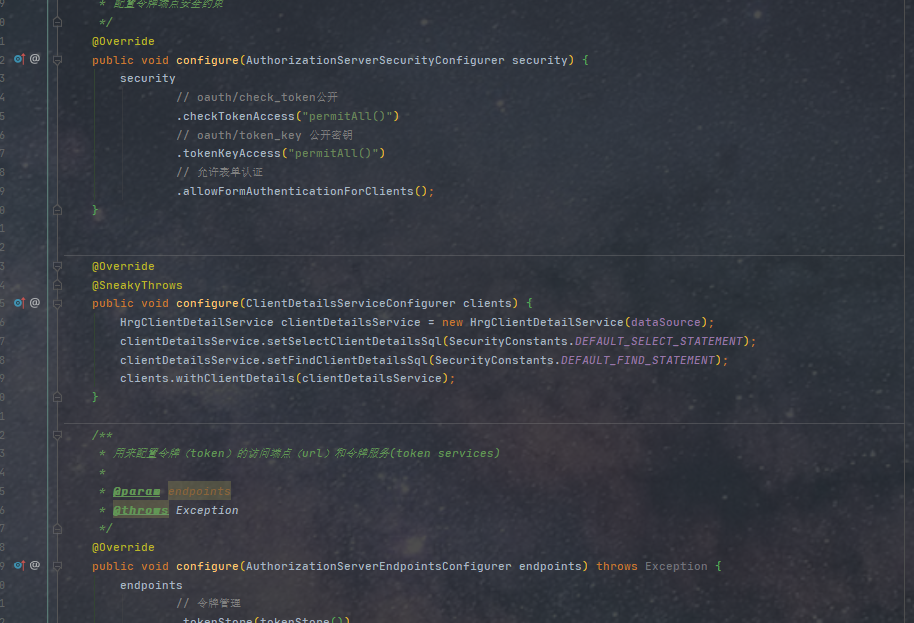 * 配置令牌端点安全约束
*/
@Override
public void configure(AuthorizationServerSecurityConfigurer security) {
security
// oauth/check_token公开
.checkTokenAccess("permitAll()")
// oauth/token_key 公开密钥
.tokenKeyAccess("permitAll()")
// 允许表单认证
.allowFormAuthenticationForClients();
}
@Override
@SneakyThrows
public void configure(ClientDetailsServiceConfigurer clients) {
HrgClientDetailService clientDetailsService = new HrgClientDetailService(dataSource);
clientDetailsService.setSelectClientDetailsSql(SecurityConstants.DEFAULT_SELECT_STATEMENT);
clientDetailsService.setFindClientDetailsSql(SecurityConstants.DEFAULT_FIND_STATEMENT);
clients.withClientDetails(clientDetailsService);
}
/**
* 用来配置令牌（token）的访问端点（url）和令牌服务(token services)
*
* @param endpoints
* @throws Exception
*/
@Override
public void configure(AuthorizationServerEndpointsConfigurer endpoints) throws Exception {
endpoints
// 令牌管理
.tokenStore(tokenStore())